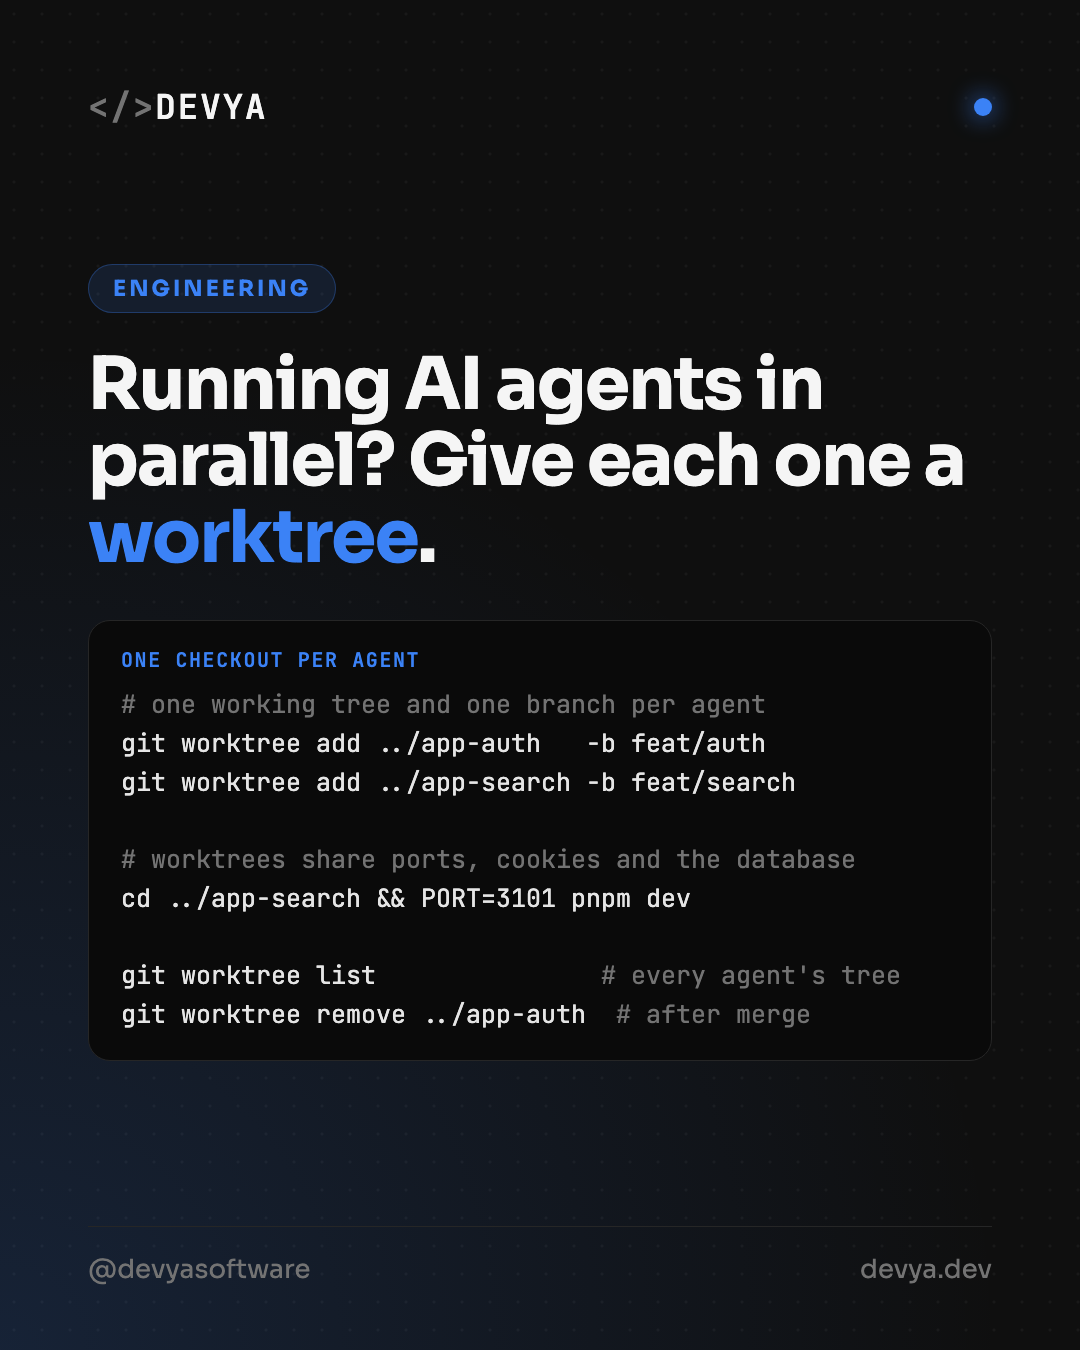 </>DEVYA
ENGINEERING
Running AI agents in
parallel? Give each one a
worktree.
ONE CHECKOUT PER AGENT
# one working tree and one branch per agent
git worktree add ../app-auth   -b feat/auth
git worktree add ../app-search -b feat/search
# worktrees share ports, cookies and the database
cd ../app-search && PORT=3101 pnpm dev
git worktree list               # every agent's tree
git worktree remove ../app-auth  # after merge
@devyasoftware
devya.dev